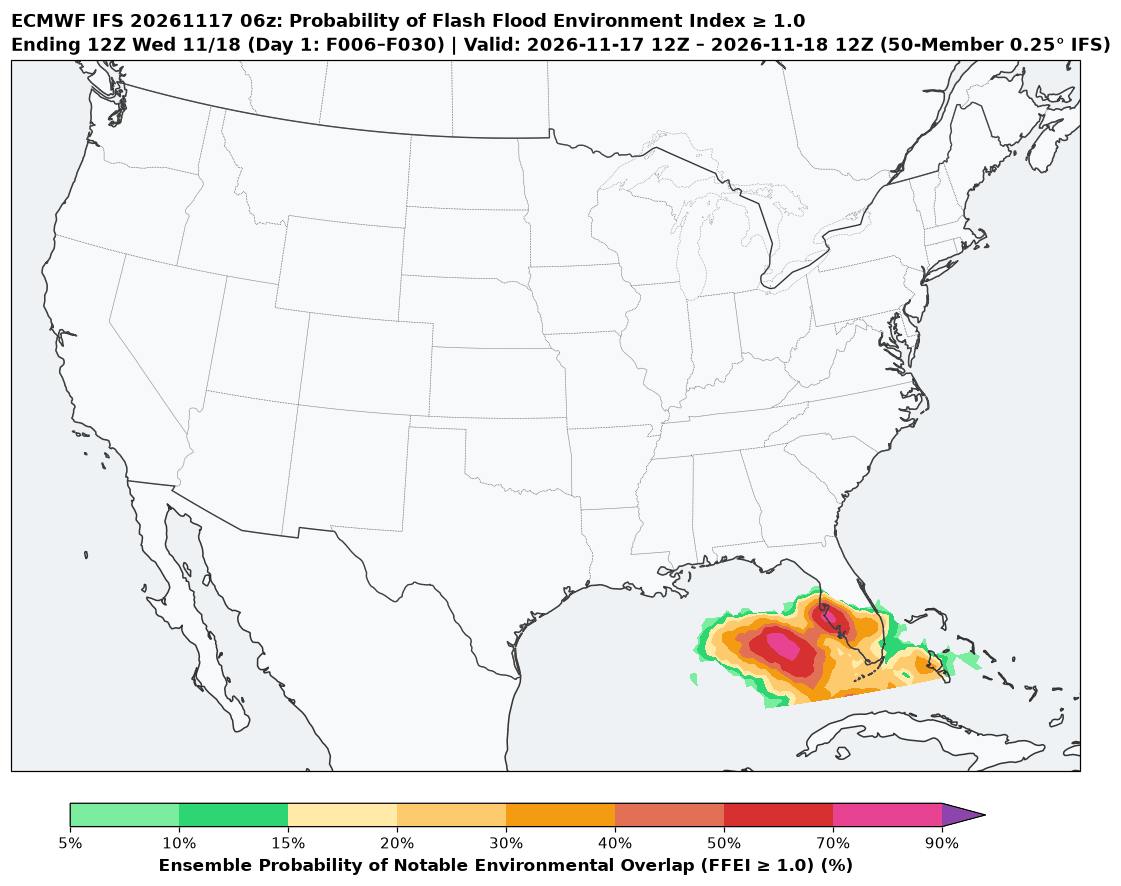 ECMWF IFS 20261117 06z: Probability of Flash Flood Environment Index ≥ 1.0
Ending 12Z Wed 11/18 (Day 1: F006–F030) | Valid: 2026-11-17 12Z – 2026-11-18 12Z (50-Member 0.25° IFS)
5% 10% 15% 20% 30% 40% 50% 70% 90%
Ensemble Probability of Notable Environmental Overlap (FFEI ≥ 1.0) (%)